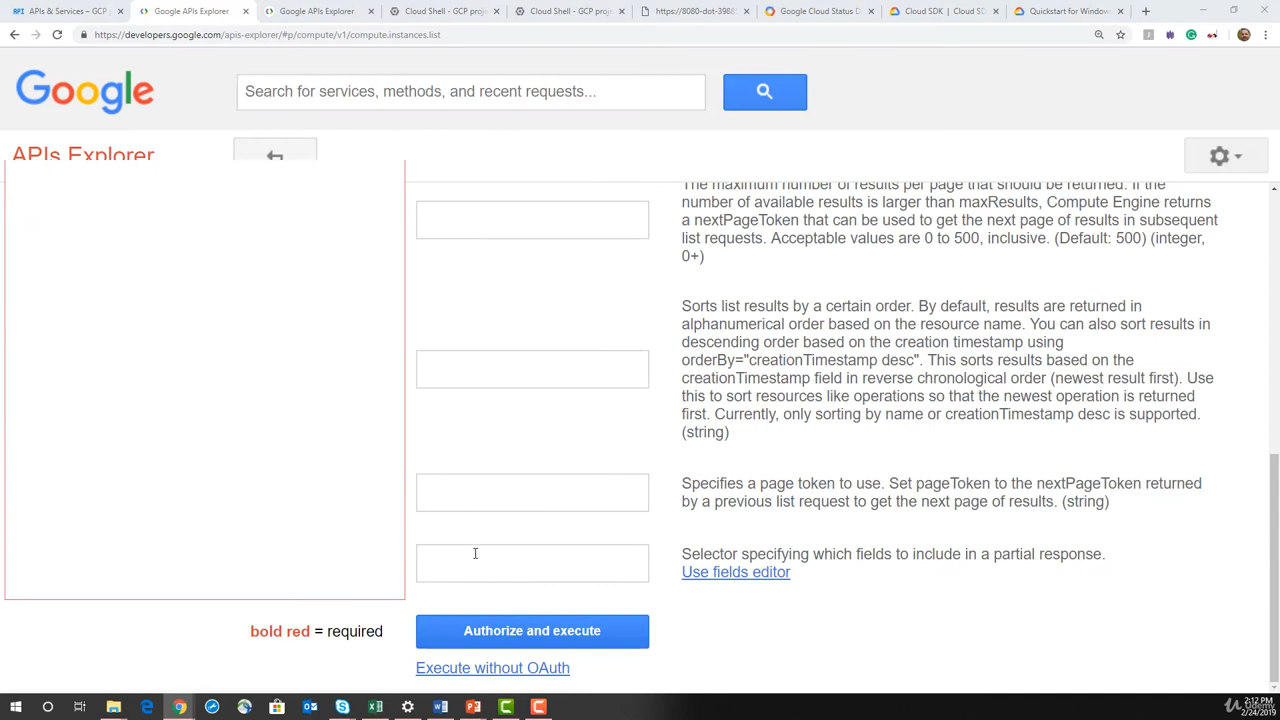 API APIs & Services – GCP
Google APIs Explorer
Google APIs Explorer
Cloud Shell - GCP proje
Cloud Shell - GCP proje
https://8080-dot-3988
Google Cloud Status D
Cloud SDK | Cloud SD
Quickstart for Window
https://developers.google.com/apis-explorer/#p/compute/v1/compute.instances.list
Google
Search for services, methods, and recent requests...
APIs Explorer
The maximum number of results per page that should be returned. If the
number of available results is larger than maxResults, Compute Engine returns
a nextPageToken that can be used to get the next page of results in subsequent
list requests. Acceptable values are 0 to 500, inclusive. (Default: 500) (integer,
0+)
Sorts list results by a certain order. By default, results are returned in
alphanumerical order based on the resource name. You can also sort results in
descending order based on the creation timestamp using
orderBy="creationTimestamp desc". This sorts results based on the
creationTimestamp field in reverse chronological order (newest result first). Use
this to sort resources like operations so that the newest operation is returned
first. Currently, only sorting by name or creationTimestamp desc is supported.
(string)
Specifies a page token to use. Set pageToken to the nextPageToken returned
by a previous list request to get the next page of results. (string)
Selector specifying which fields to include in a partial response.
Use fields editor
bold red = required
Authorize and execute
Execute without OAuth
2:12 PM
2/24/2019
Udemy